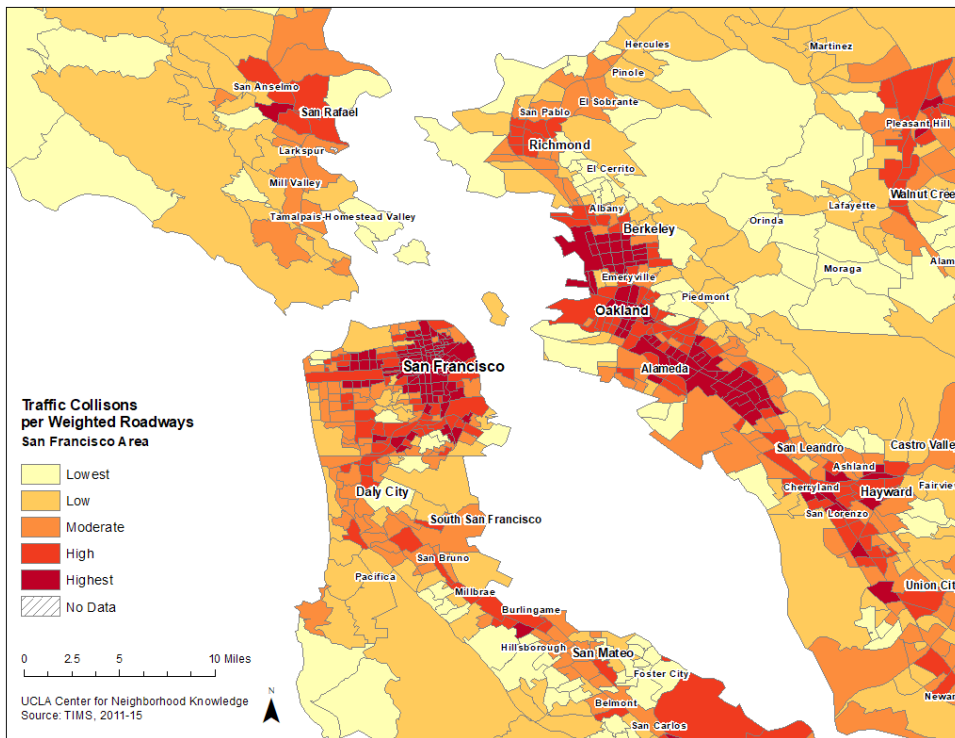 Hercules
Martinez
Pinole
San Anselmo
El Sobrante
San Rafael
San Pablo
Pleasant Hill
Richmond
Larkspur
El Cerrito
Mill Valley
Walnut Cree
Albany
Lafayette
Tamalpais-Homestead Valley
Orinda
Berkeley
Alam
Moraga
Emeryville
Piedmont
Oakland
San Francisco
Alameda
Traffic Collisons
per Weighted Roadways
San Francisco Area
Lowest
Low
Moderate
High
Highest
No Data
San Leandro
Castro Valle
Ashland
Cherryland
Hayward
Fairview
San Lorenzo
Daly City
South San Francisco
San Bruno
Pacifica
Union Cit
Millbrae
Burlingame
Hillsborough
San Mateo
Foster City
Newar
Belmont
San Carlos
0 2.5 5 10 Miles
UCLA Center for Neighborhood Knowledge
Source: TIMS, 2011-15
N